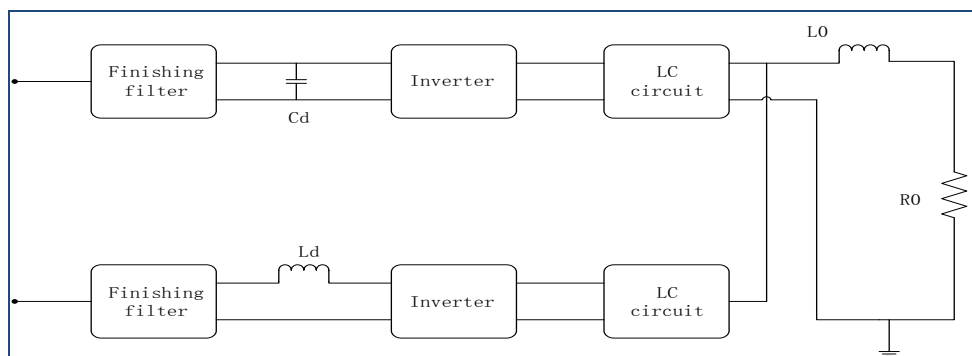 L0
Finishing
filter
Cd
Inverter
LC
circuit
R0
Finishing
filter
Ld
Inverter
LC
circuit